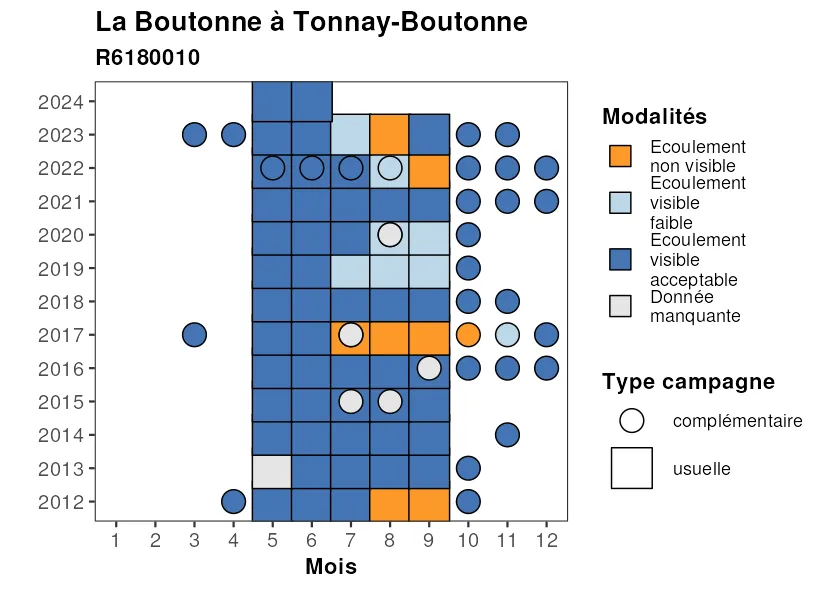 La Boutonne à Tonnay-Boutonne
R6180010
2024
2023
2022
2021
2020
2019
2018
2017
2016
2015
2014
2013
2012
1 2 3 4 5 6 7 8 9 10 11 12
Mois
Modalités
Ecoulement
non visible
Ecoulement
visible
faible
Ecoulement
visible
acceptable
Donnée
manquante
Type campagne
complémentaire
usuelle